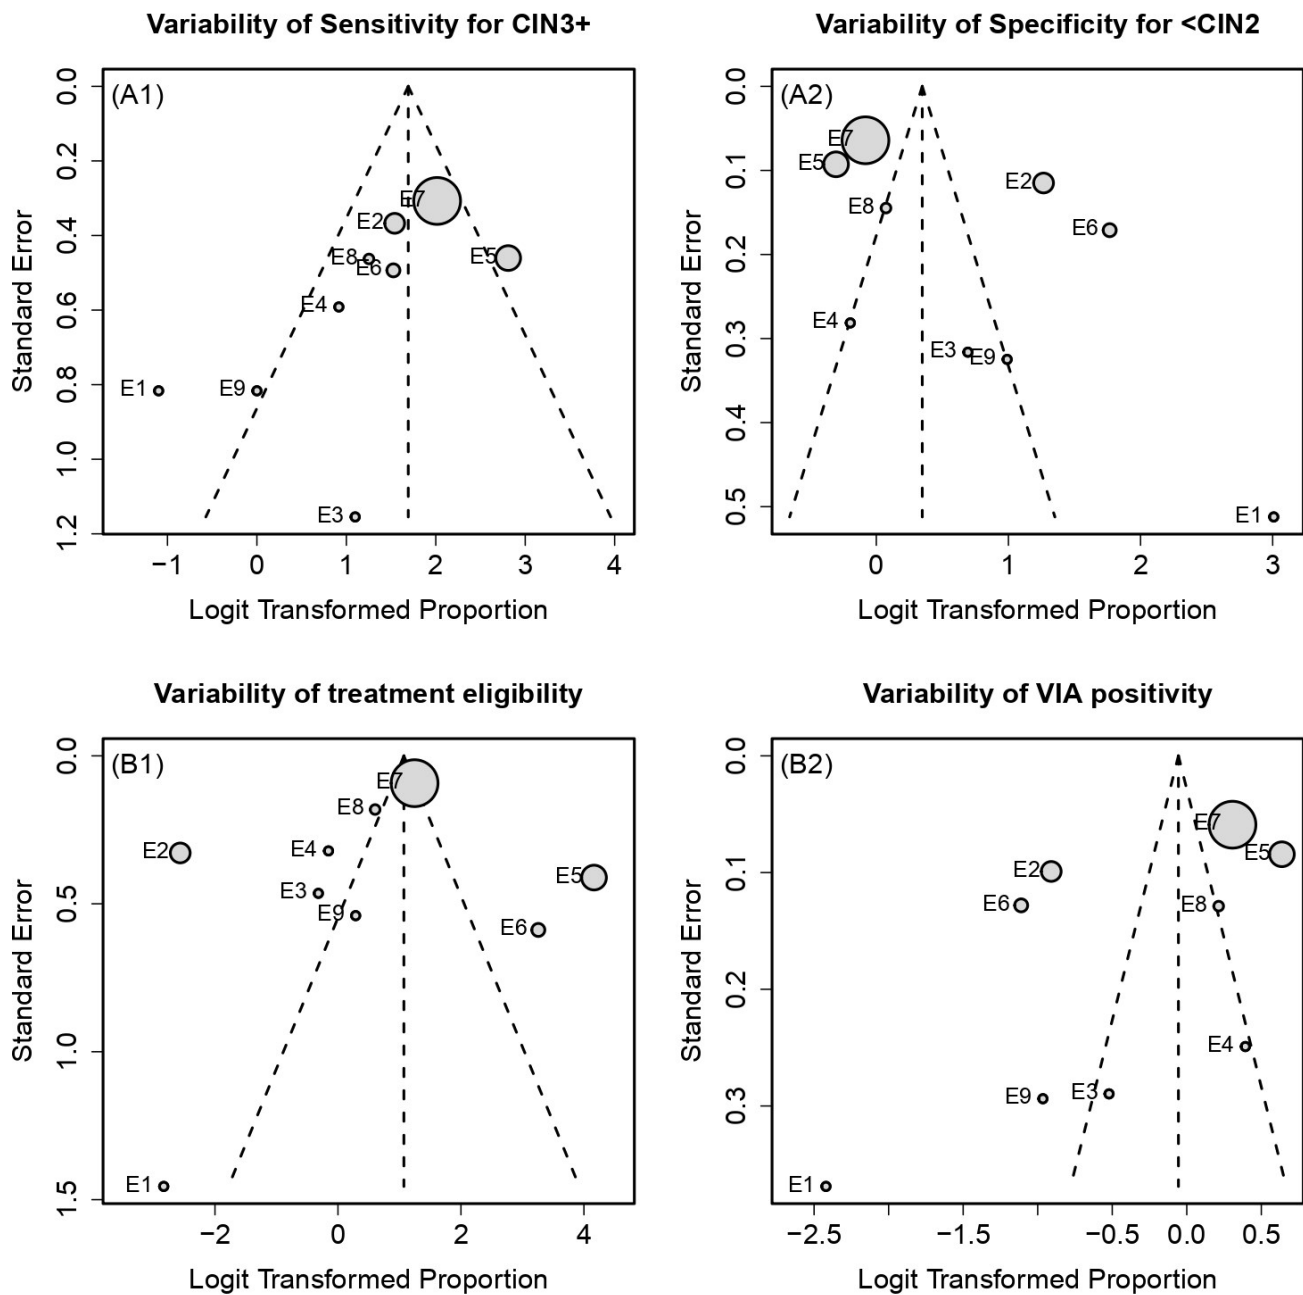 Variability of Sensitivity for CIN3+
(A1)
0.0
0.2
0.4
0.6
0.8
1.0
1.2
Standard Error
E7
E2
E8
E6
E5
E4
E1
E9
E3
−1
0
1
2
3
4
Logit Transformed Proportion
Variability of Specificity for <CIN2
(A2)
0.0
0.1
0.2
0.3
0.4
0.5
Standard Error
E7
E5
E2
E8
E6
E4
E3
E9
E1
0
1
2
3
Logit Transformed Proportion
Variability of treatment eligibility
(B1)
0.0
0.5
1.0
1.5
Standard Error
E7
E8
E2
E4
E5
E3
E9
E6
E1
−2
0
2
4
Logit Transformed Proportion
Variability of VIA positivity
(B2)
0.0
0.1
0.2
0.3
Standard Error
E7
E5
E2
E6
E8
E4
E9
E3
E1
−2.5
−1.5
−0.5
0.0
0.5
Logit Transformed Proportion